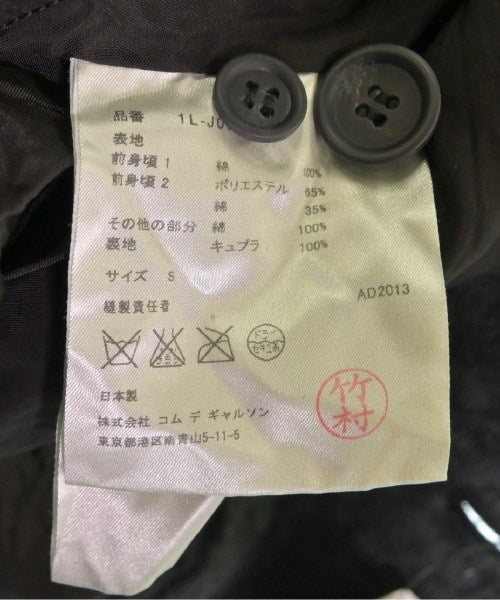 品番 1L-J0
表地
前身頃1 綿 100%
前身頃2 ポリエステル 65%
綿 35%
その他の部分 綿 100%
裏地 キュプラ 100%
サイズ S
AD2013
縫製責任者
ドライ
セキユ系
日本製
株式会社 コム デ ギャルソン
東京都港区南青山5-11-5
竹村